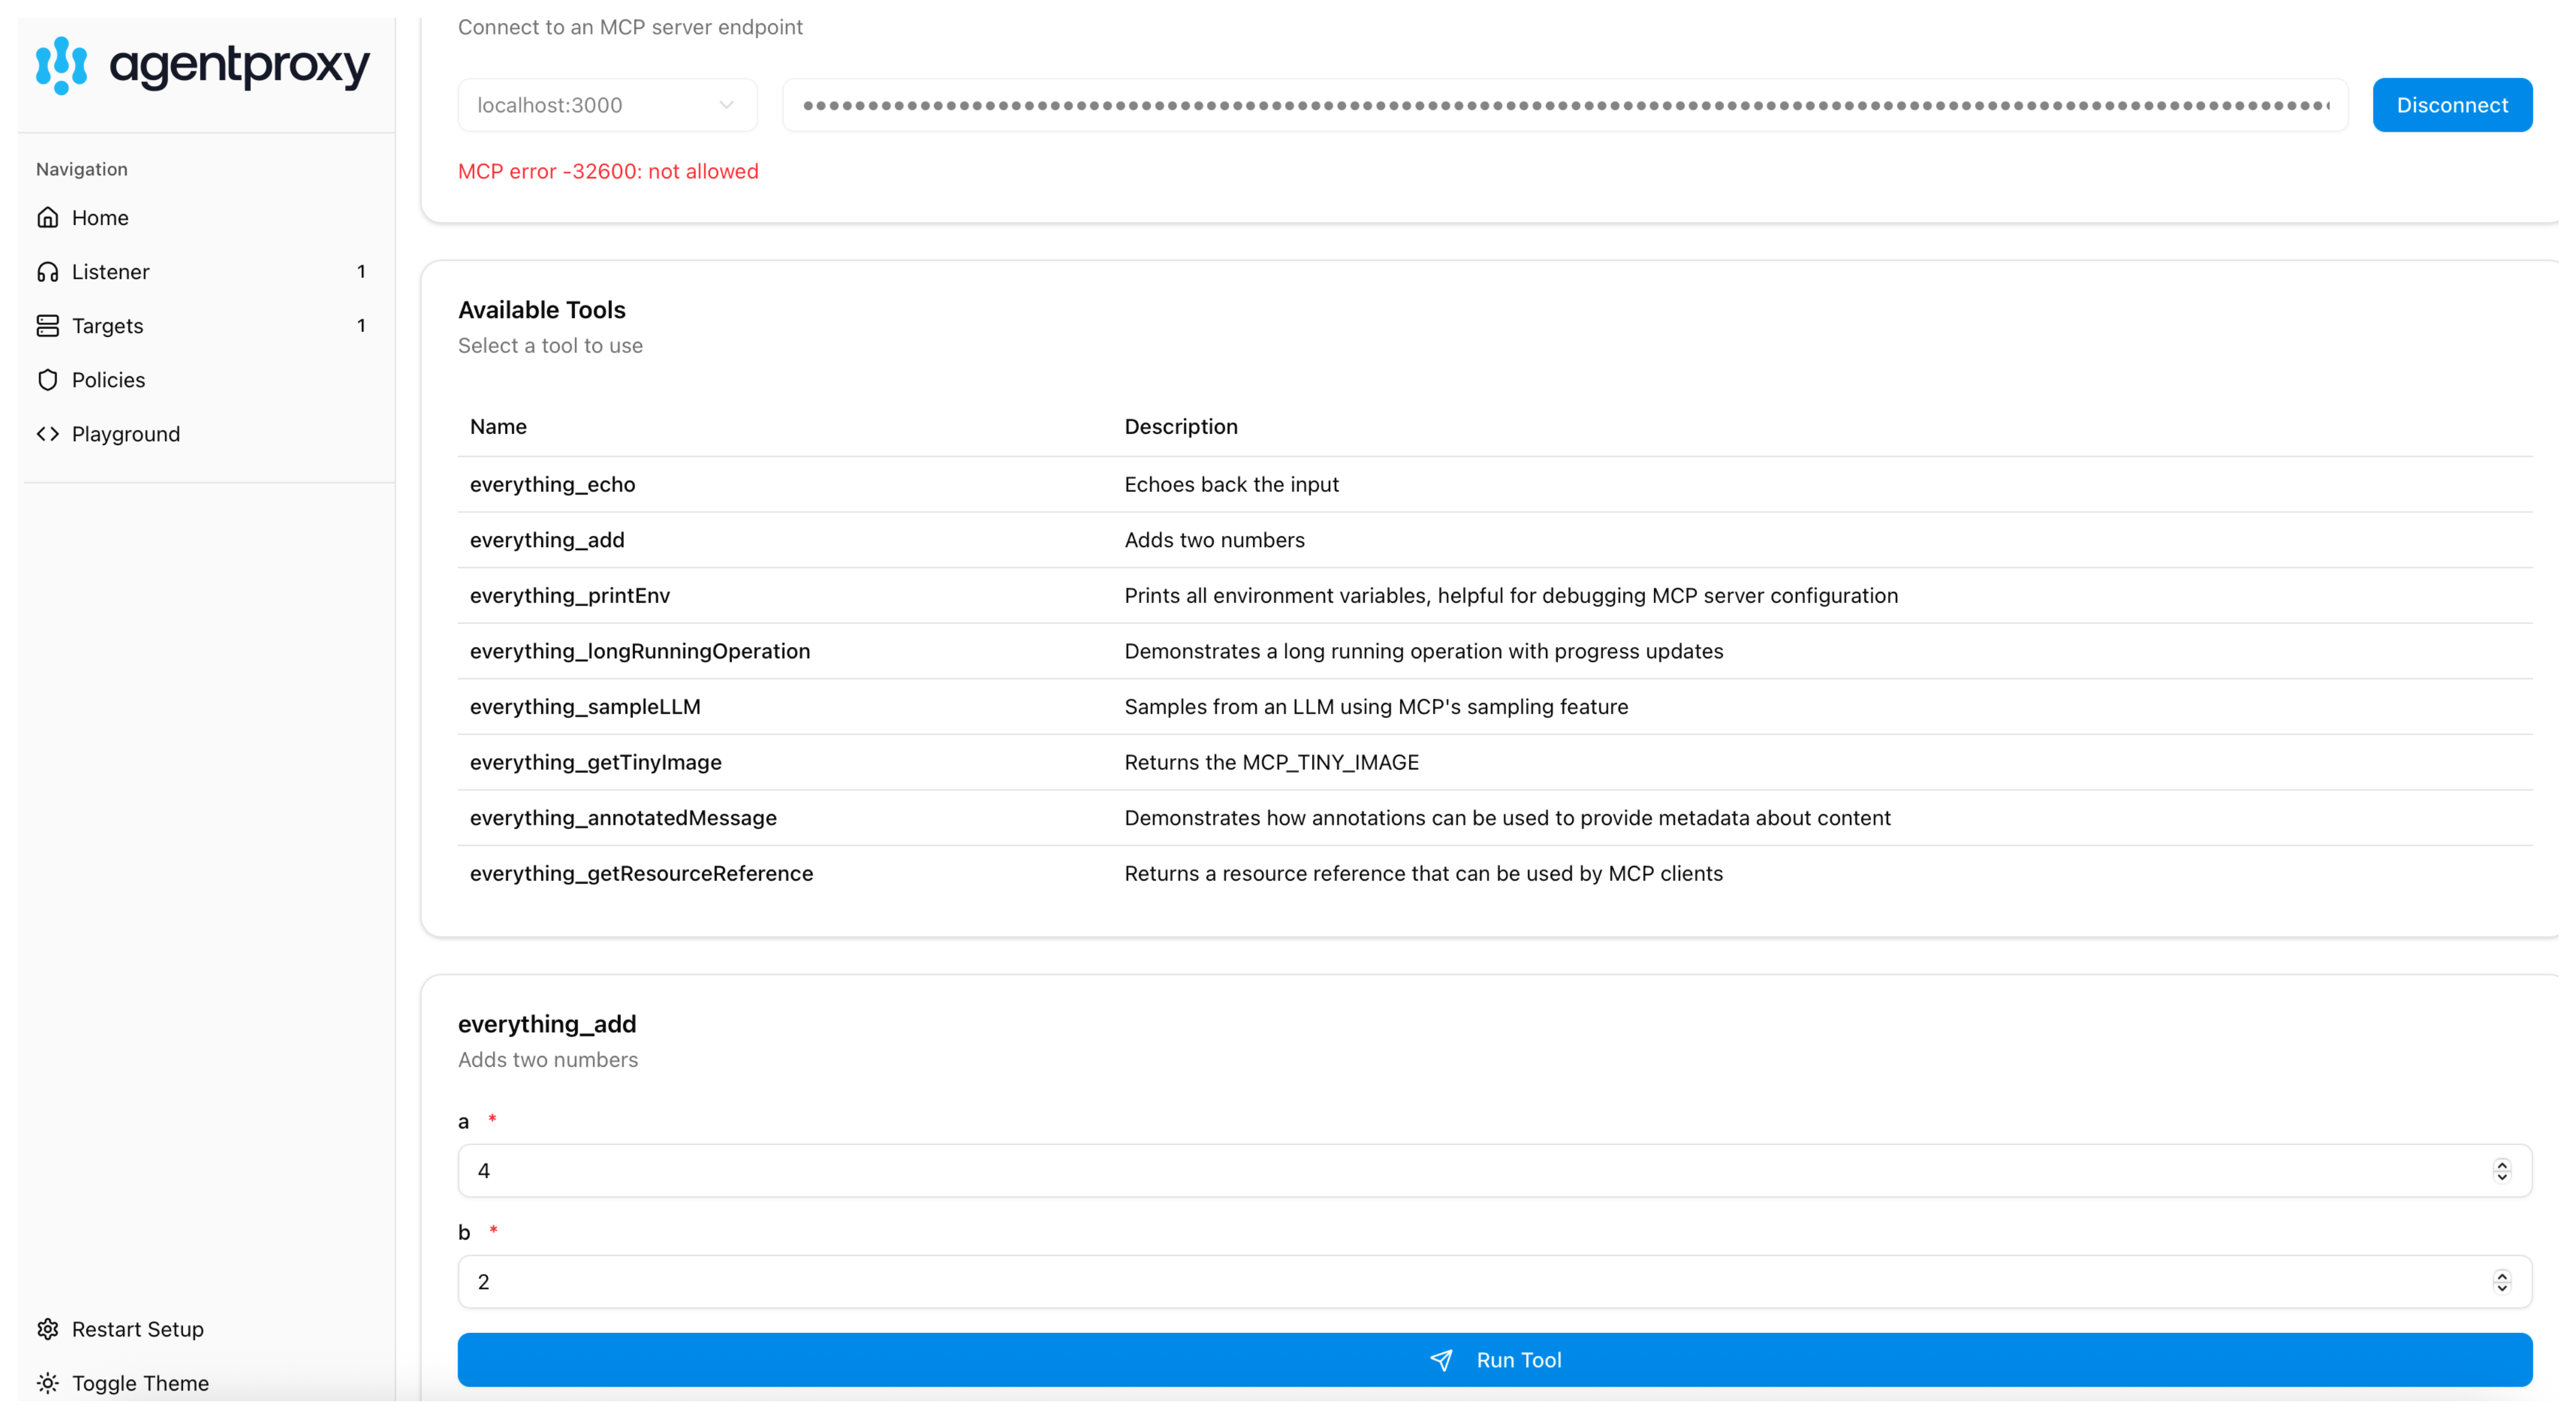 agentproxy
Navigation
Home
Listener 1
Targets 1
Policies
Playground
Restart Setup
Toggle Theme
Connect to an MCP server endpoint
localhost:3000
Disconnect
MCP error -32600: not allowed
Available Tools
Select a tool to use
Name Description
everything_echo Echoes back the input
everything_add Adds two numbers
everything_printEnv Prints all environment variables, helpful for debugging MCP server configuration
everything_longRunningOperation Demonstrates a long running operation with progress updates
everything_sampleLLM Samples from an LLM using MCP's sampling feature
everything_getTinyImage Returns the MCP_TINY_IMAGE
everything_annotatedMessage Demonstrates how annotations can be used to provide metadata about content
everything_getResourceReference Returns a resource reference that can be used by MCP clients
everything_add
Adds two numbers
a *
4
b *
2
Run Tool